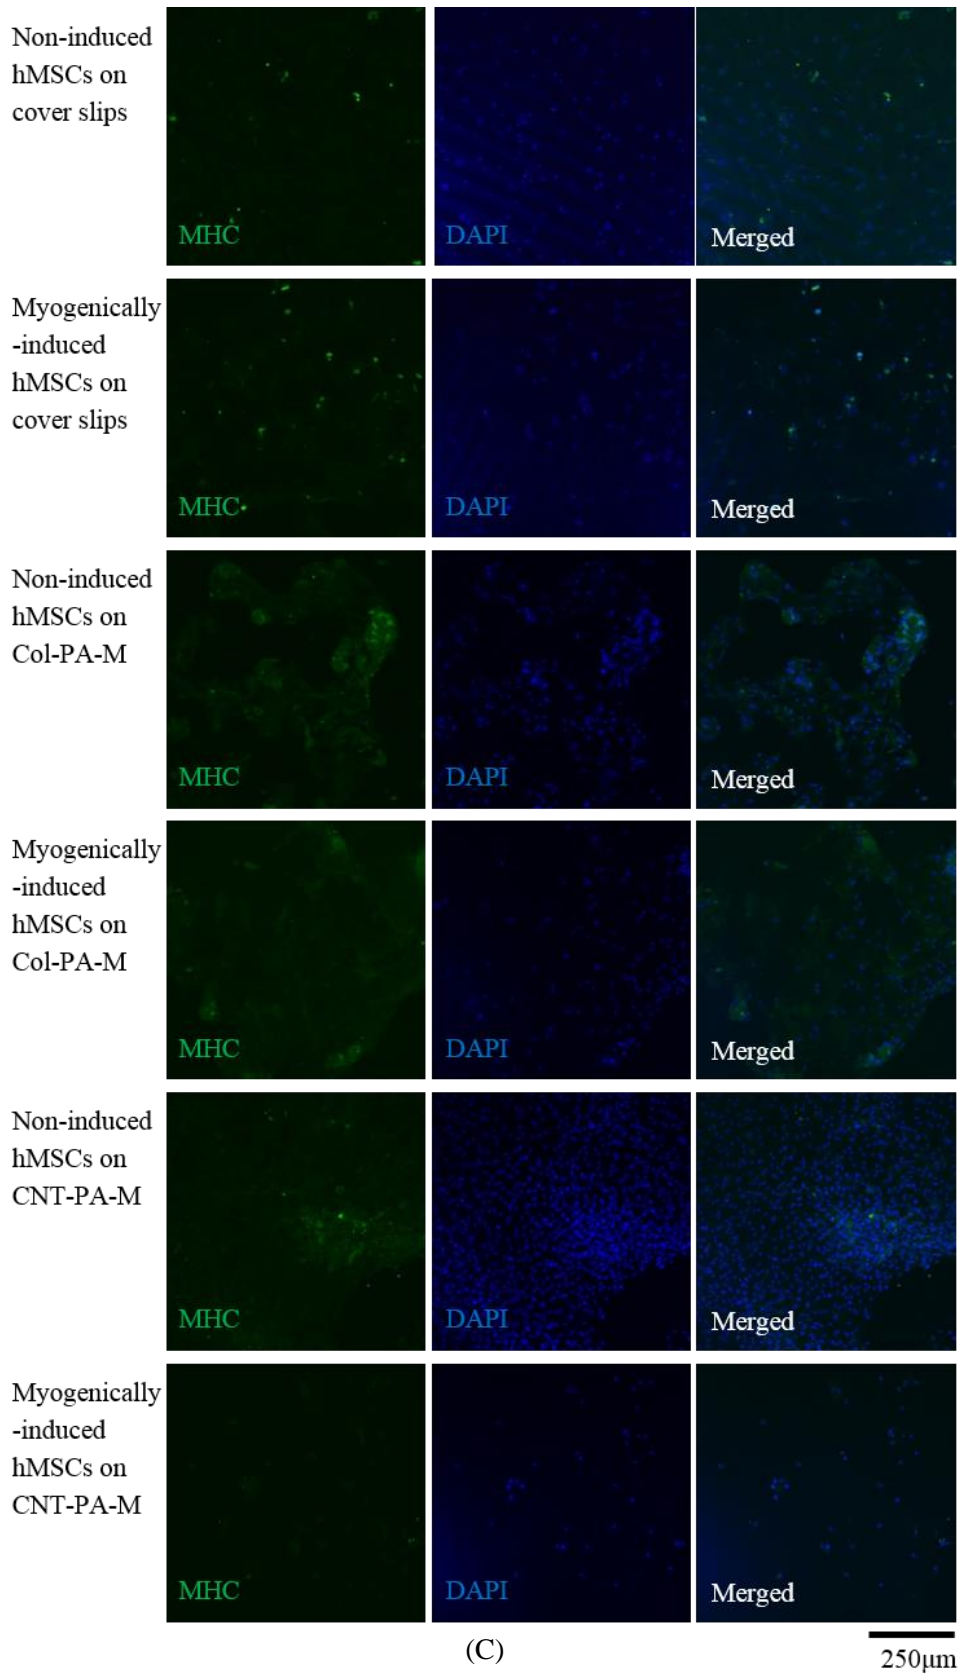 Non-induced
hMSCs on
cover slips
MHC
DAPI
Merged
Myogenically
-induced
hMSCs on
cover slips
MHC
DAPI
Merged
Non-induced
hMSCs on
Col-PA-M
MHC
DAPI
Merged
Myogenically
-induced
hMSCs on
Col-PA-M
MHC
DAPI
Merged
Non-induced
hMSCs on
CNT-PA-M
MHC
DAPI
Merged
Myogenically
-induced
hMSCs on
CNT-PA-M
MHC
DAPI
Merged
(C)
250μm